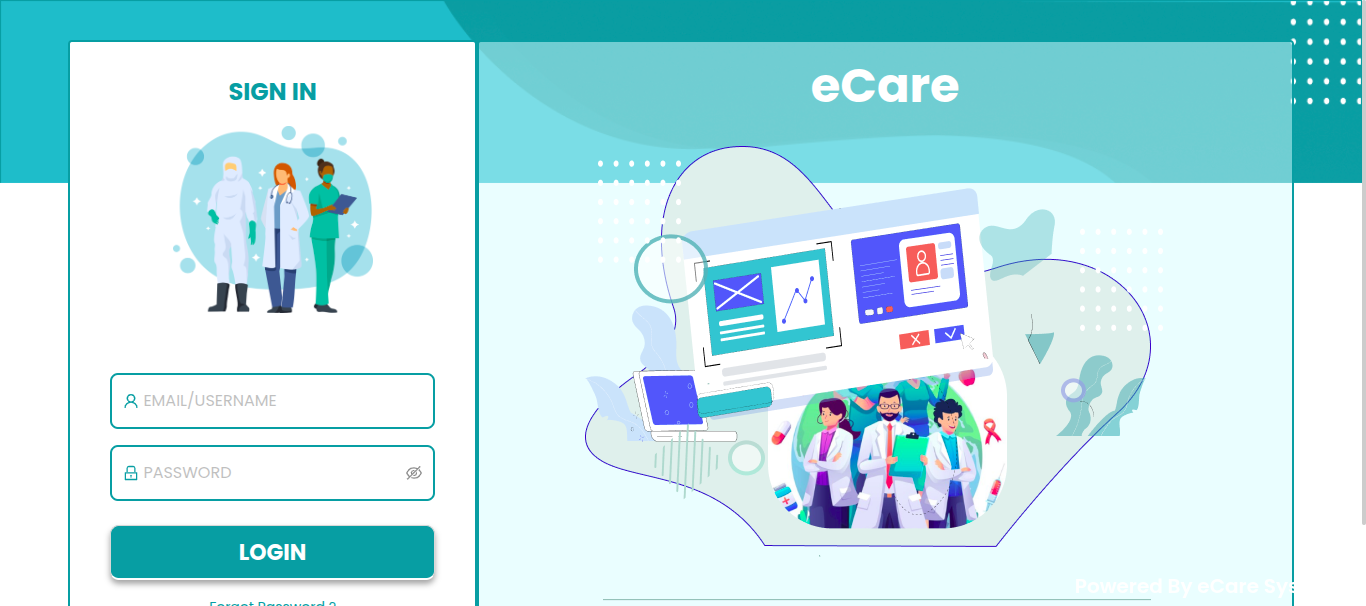 SIGN IN
EMAIL/USERNAME
PASSWORD
LOGIN
Forgot Password ?
eCare
Powered By eCare Sys